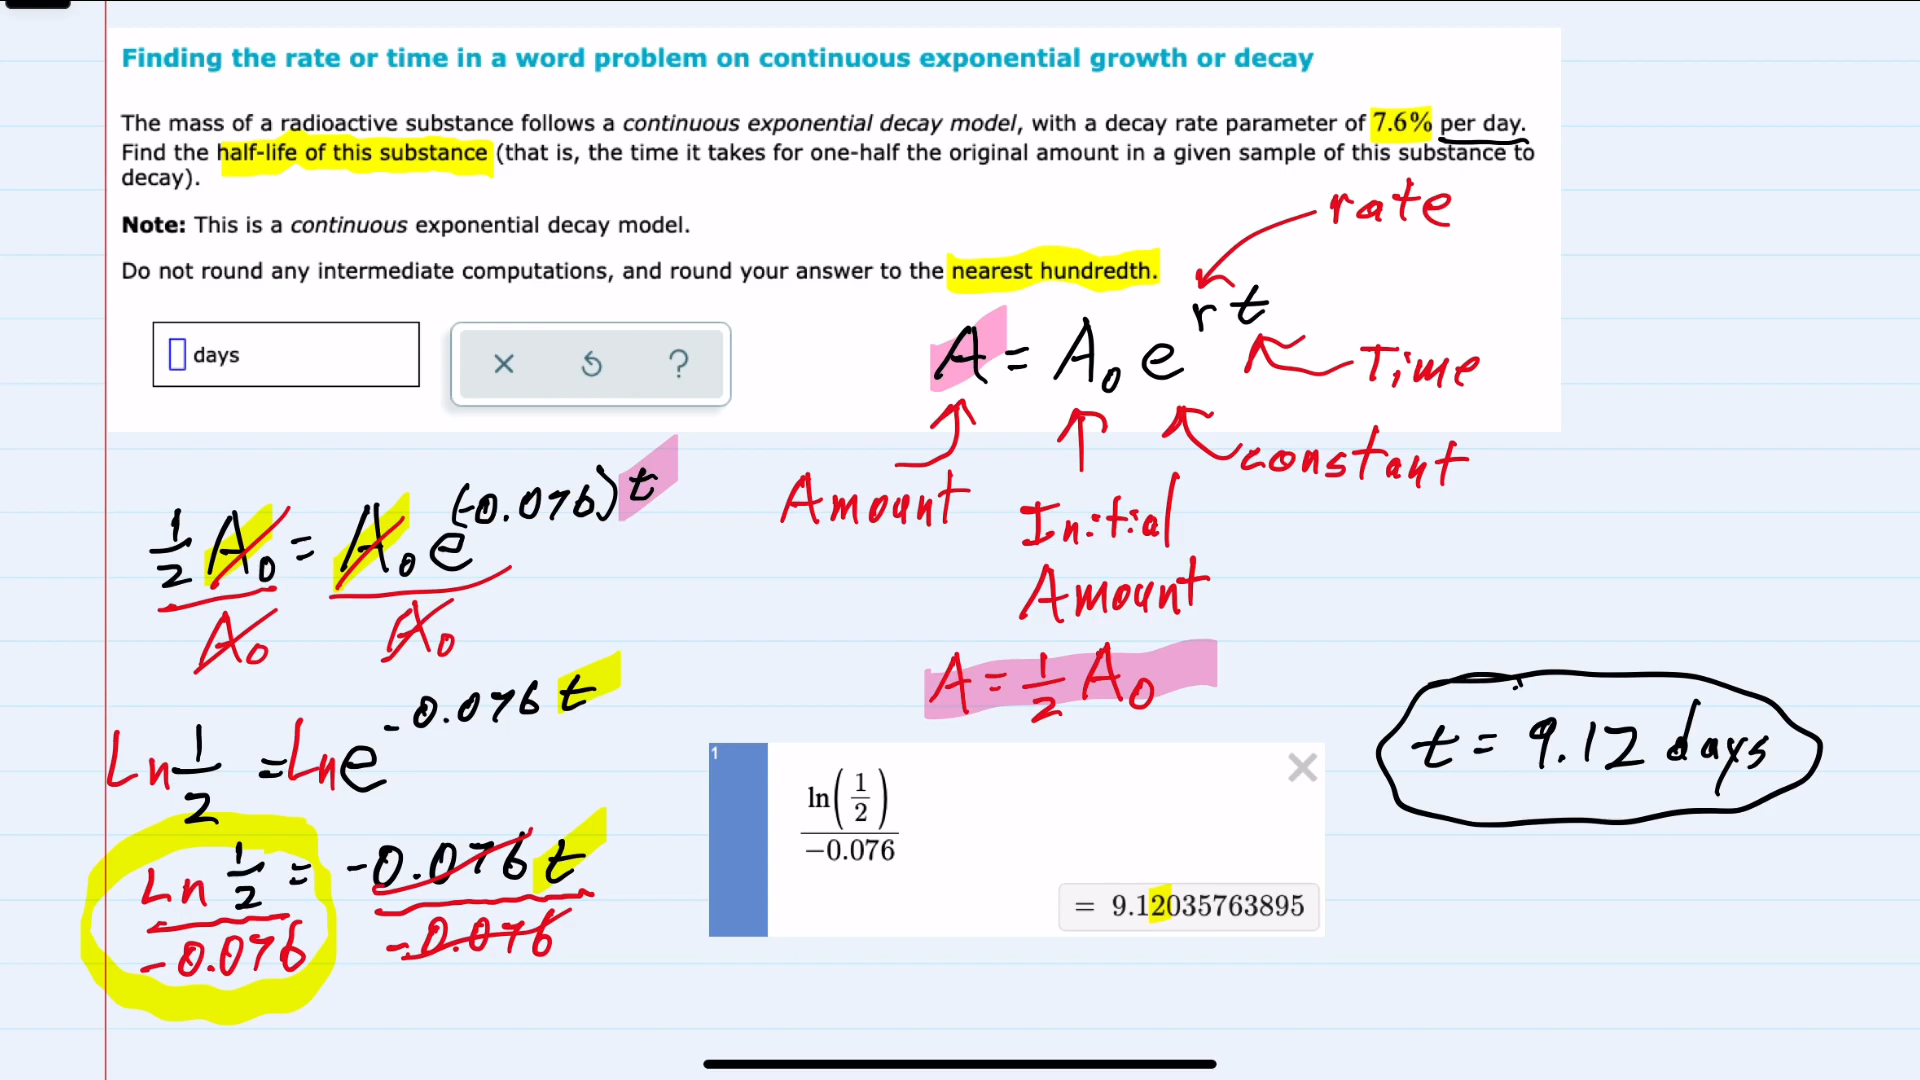 Finding the rate or time in a word problem on continuous exponential growth or decay
The mass of a radioactive substance follows a continuous exponential decay model, with a decay rate parameter of 7.6% per day.
Find the half-life of this substance (that is, the time it takes for one-half the original amount in a given sample of this substance to
decay).
Note: This is a continuous exponential decay model.
Do not round any intermediate computations, and round your answer to the nearest hundredth.
days
× ?
rate
A = A₀ e^rt
Time
constant
Amount
Initial
Amount
A = 1/2 A₀
1/2 A₀ = A₀ e^(-0.076)t
A₀ A₀
Ln 1/2 = Ln e^-0.076 t
Ln 1/2 = -0.076 t
-0.076 -0.076
1
ln(1/2)
−0.076
= 9.12035763895
t = 9.12 days